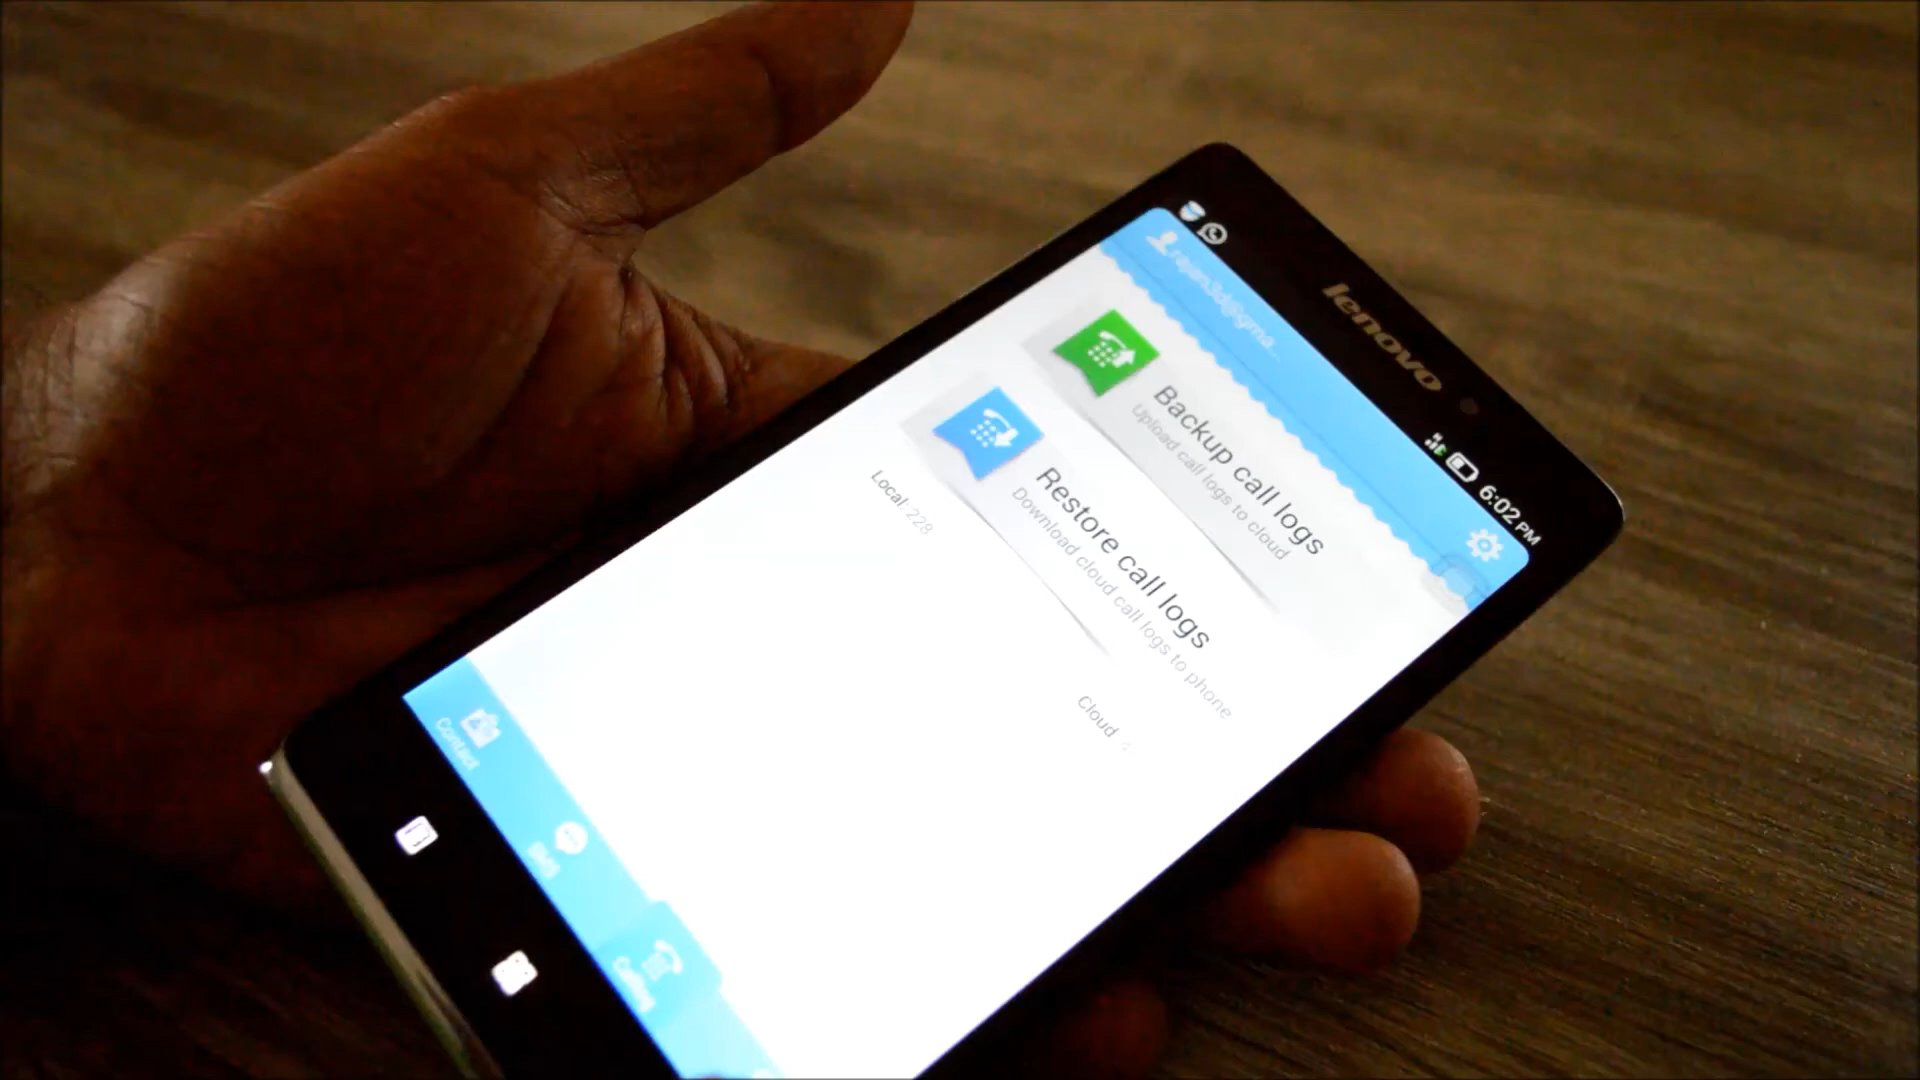 lenovo
6:02 PM
Backup call logs
Upload call logs to cloud
Restore call logs
Download cloud call logs to phone
Local: 228
Cloud
Contact
SMS